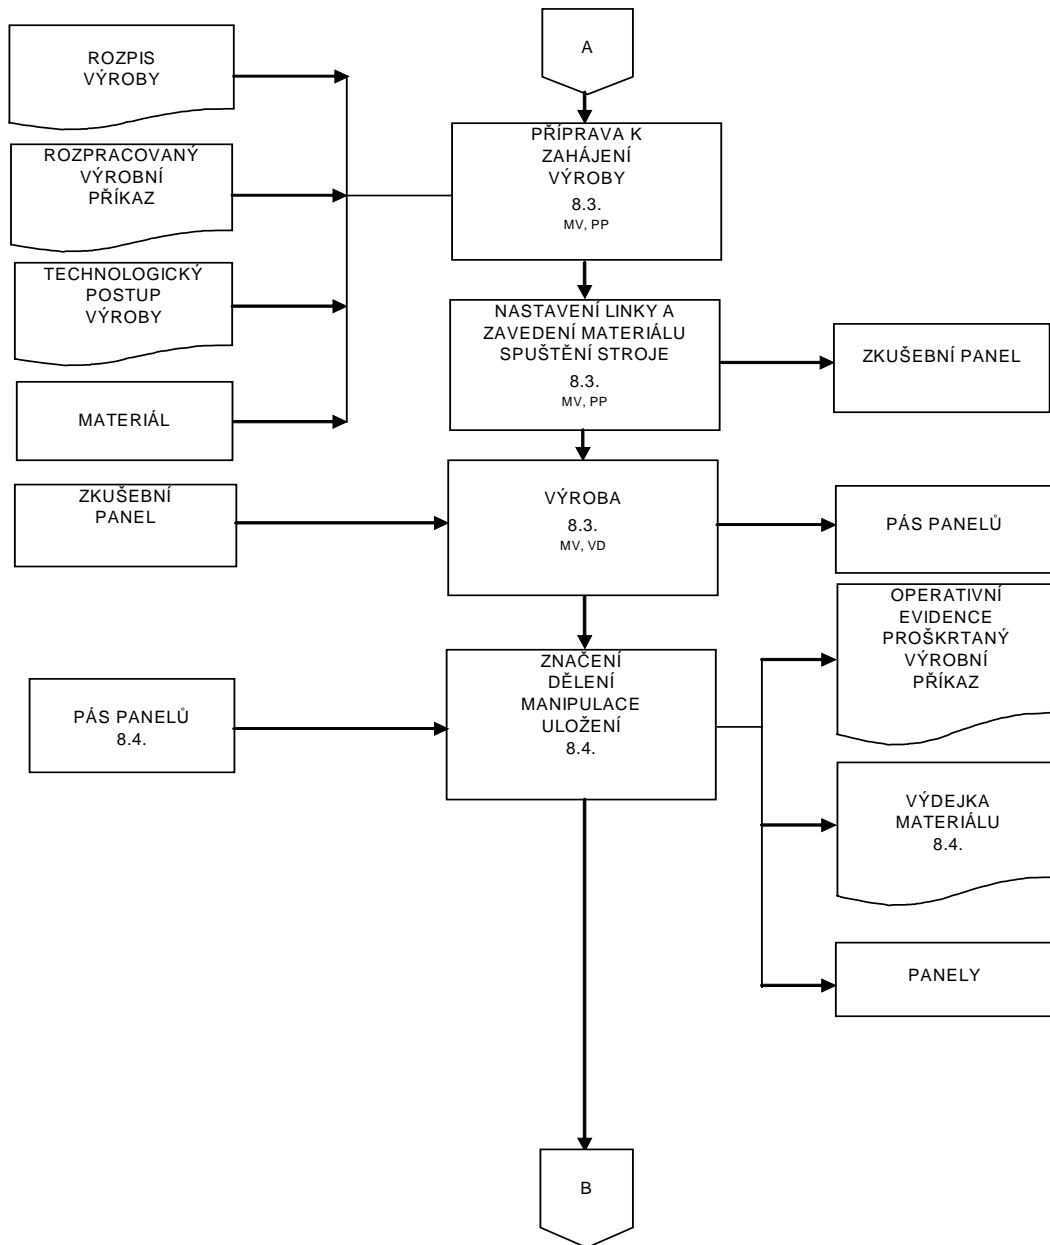 A
ROZPIS
VÝROBY
PŘÍPRAVA K
ZAHÁJENÍ
VÝROBY
8.3.
MV, PP
ROZPRACOVANÝ
VÝROBNÍ
PŘÍKAZ
TECHNOLOGICKÝ
POSTUP
VÝROBY
NASTAVENÍ LINKY A
ZAVEDENÍ MATERIÁLU
SPUŠTĚNÍ STROJE
8.3.
MV, PP
ZKUŠEBNÍ PANEL
MATERIÁL
ZKUŠEBNÍ
PANEL
VÝROBA
8.3.
MV, VD
PÁS PANELŮ
OPERATIVNÍ
EVIDENCE
PROŠKRTANÝ
VÝROBNÍ
PŘÍKAZ
ZNAČENÍ
DĚLENÍ
MANIPULACE
ULOŽENÍ
8.4.
PÁS PANELŮ
8.4.
VÝDEJKA
MATERIÁLU
8.4.
PANELY
B